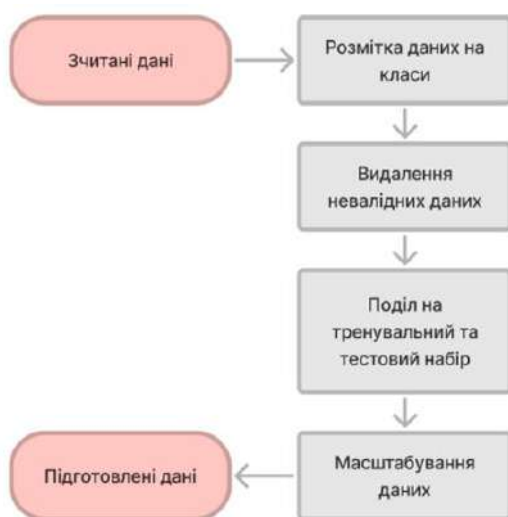 Зчитані дані
Розмітка даних на
класи
Видалення
невалідних даних
Поділ на
тренувальний та
тестовий набір
Масштабування
даних
Підготовлені дані